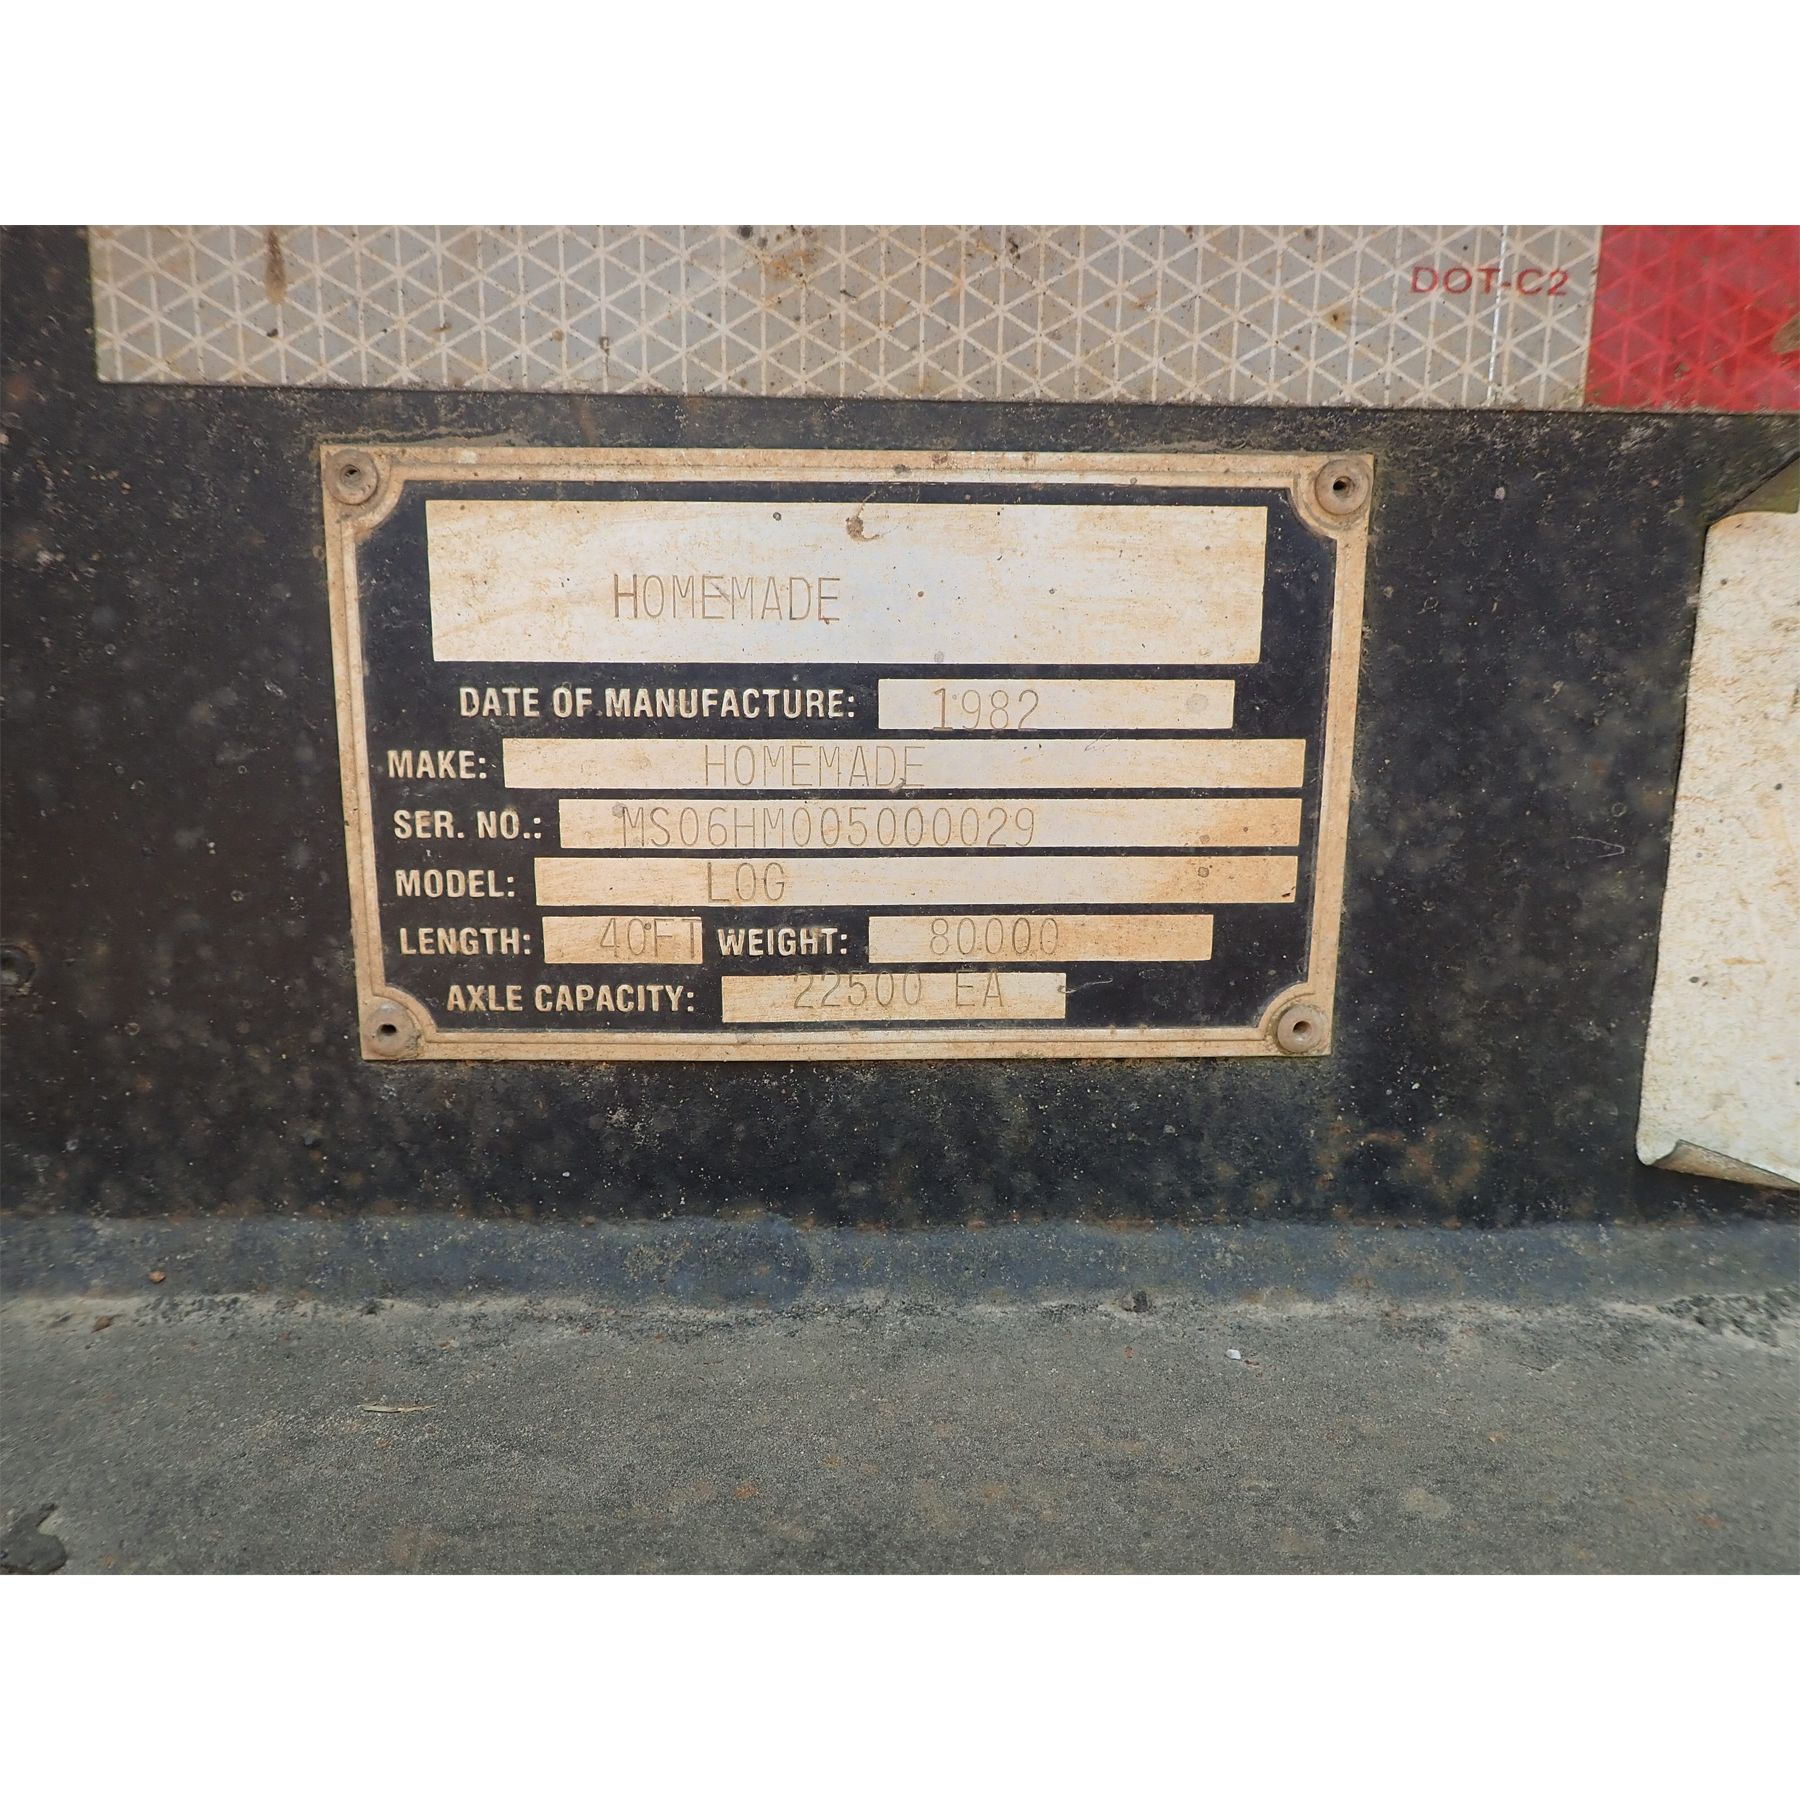 DOT-C2
HOMEMADE
DATE OF MANUFACTURE: 1982
MAKE: HOMEMADE
SER. NO.: MS06HM005000029
MODEL: LOG
LENGTH: 40FT WEIGHT: 80000
AXLE CAPACITY: 22500 EA